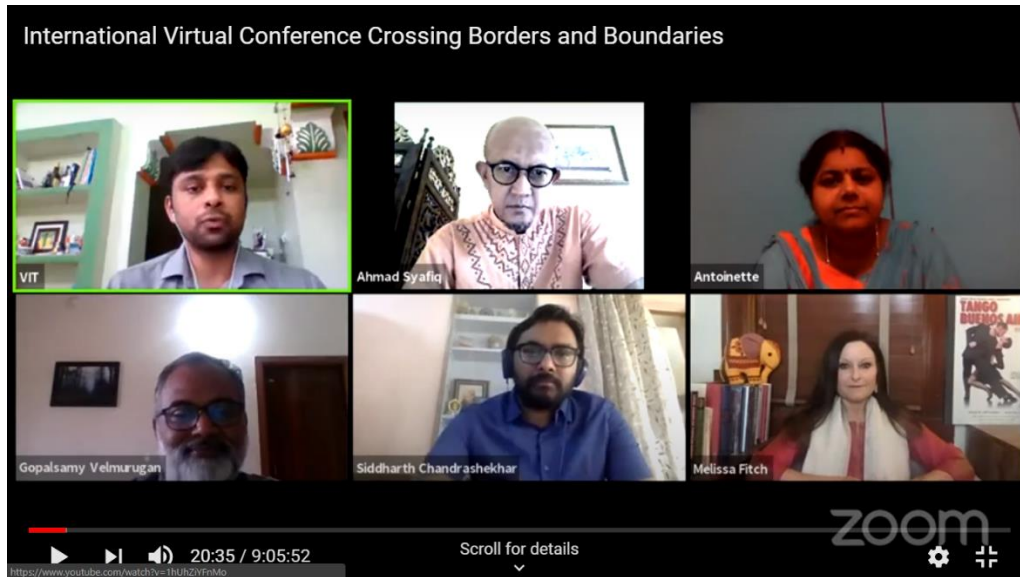 International Virtual Conference Crossing Borders and Boundaries
VIT
Ahmad Syafiq
Antoinette
TANGO
BUENOS AI
Gopalsamy Velmurugan
Siddharth Chandrashekhar
Melissa Fitch
zoom
20:35 / 9:05:52
Scroll for details
https://www.youtube.com/watch?v=1hUhZiYFnMo